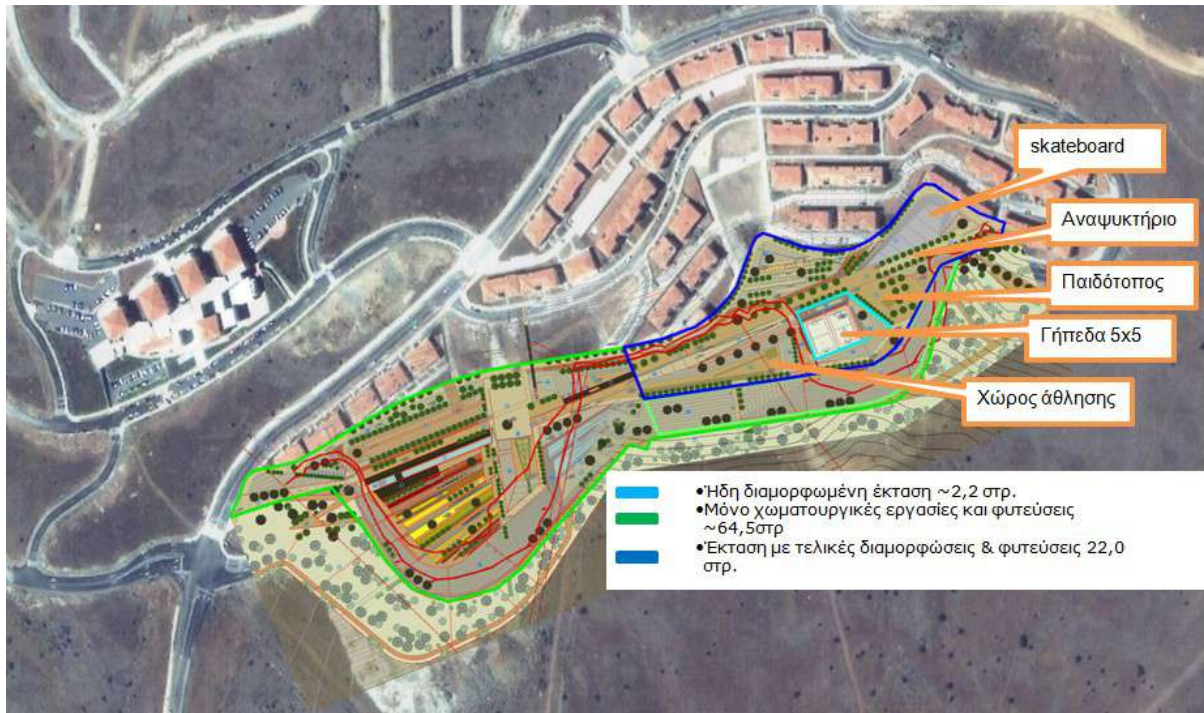 skateboard
Αναψυκτήριο
Παιδότοπος
Γήπεδα 5x5
Χώρος άθλησης
•Ήδη διαμορφωμένη έκταση ~2,2 στρ.
•Μόνο χωματουργικές εργασίες και φυτεύσεις
~64,5στρ
•Έκταση με τελικές διαμορφώσεις & φυτεύσεις 22,0
στρ.